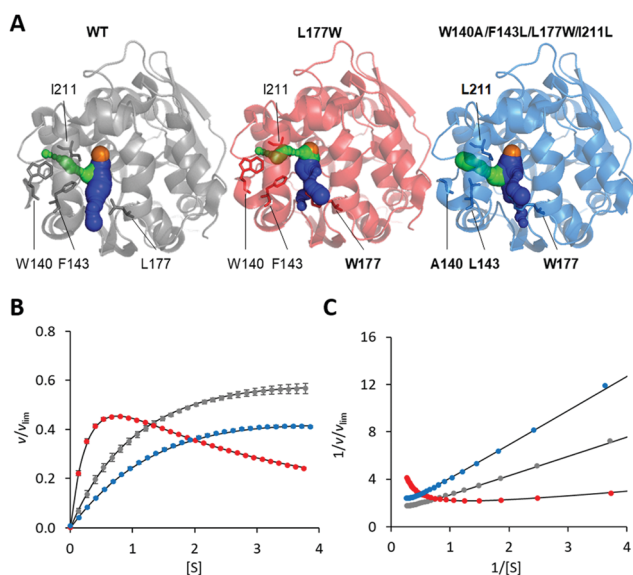 A
WT
L177W
W140A/F143L/L177W/I211L
I211
I211
L211
W140 F143 L177
W140 F143 W177
A140 L143 W177
B
C
0.8
0.6
0.4
0.2
0.0
v/vlim
0 1 2 3 4
[S]
16
12
8
4
0
1/v/vlim
0 1 2 3 4
1/[S]